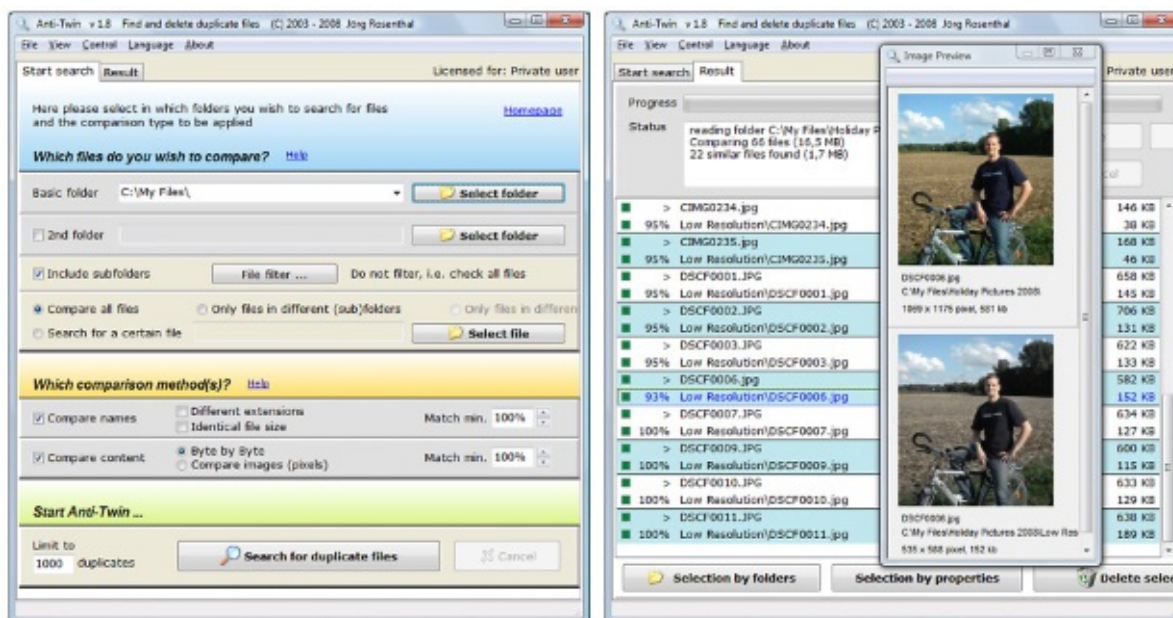 Anti-Twin v 1.8 Find and delete duplicate files (C) 2003 - 2008 Jörg Rosenthal
File View Control Language About
Start search Result Licensed for: Private user
Here please select in which folders you wish to search for files
and the comparison type to be applied
Homepage
Which files do you wish to compare? Help
Basic folder C:\My Files\ Select folder
2nd folder Select folder
Include subfolders File filter ... Do not filter, i.e. check all files
Compare all files Only files in different (sub)folders Only files in differen
Search for a certain file Select file
Which comparison method(s)? Help
Compare names Different extensions Match min. 100%
Identical file size
Compare content Byte by Byte Match min. 100%
Compare images (pixels)
Start Anti-Twin ...
Limit to
1000 duplicates Search for duplicate files Cancel
Anti-Twin v 1.8 Find and delete duplicate files (C) 2003 - 2008 Jörg Rosenthal
File View Control Language About
Start search Result Private user
Progress
Status reading folder C:\My Files\Holiday P
Comparing 66 files (16,5 MB)
22 similar files found (1,7 MB)
> CIMG0234.jpg 146 KB
95% Low Resolution\CIMG0234.jpg 38 KB
> CIMG0235.jpg 168 KB
95% Low Resolution\CIMG0235.jpg 46 KB
> DSCF0001.JPG 658 KB
95% Low Resolution\DSCF0001.jpg 145 KB
> DSCF0002.JPG 706 KB
95% Low Resolution\DSCF0002.jpg 131 KB
> DSCF0003.JPG 622 KB
95% Low Resolution\DSCF0003.jpg 133 KB
> DSCF0006.jpg 582 KB
93% Low Resolution\DSCF0006.jpg 152 KB
> DSCF0007.JPG 634 KB
100% Low Resolution\DSCF0007.jpg 127 KB
> DSCF0009.JPG 600 KB
100% Low Resolution\DSCF0009.jpg 115 KB
> DSCF0010.JPG 633 KB
100% Low Resolution\DSCF0010.jpg 129 KB
> DSCF0011.JPG 638 KB
100% Low Resolution\DSCF0011.jpg 189 KB
Selection by folders Selection by properties Delete selec
Image Preview
DSCF0006.jpg
C:\My Files\Holiday Pictures 2008\
1175 pixel, 581 kb
DSCF0006.jpg
C:\My Files\Holiday Pictures 2008\Low Res
535 x 588 pixel, 152 kb